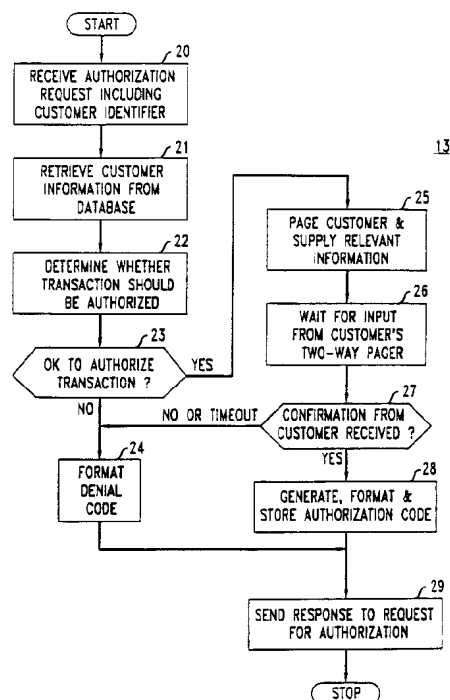 START
20
RECEIVE AUTHORIZATION
REQUEST INCLUDING
CUSTOMER IDENTIFIER
21
RETRIEVE CUSTOMER
INFORMATION FROM
DATABASE
22
DETERMINE WHETHER
TRANSACTION SHOULD
BE AUTHORIZED
23
OK TO AUTHORIZE
TRANSACTION ?
YES
NO
24
FORMAT
DENIAL
CODE
13
25
PAGE CUSTOMER &
SUPPLY RELEVANT
INFORMATION
26
WAIT FOR INPUT
FROM CUSTOMER'S
TWO-WAY PAGER
27
CONFIRMATION FROM
CUSTOMER RECEIVED ?
NO OR TIMEOUT
YES
28
GENERATE, FORMAT &
STORE AUTHORIZATION CODE
29
SEND RESPONSE TO REQUEST
FOR AUTHORIZATION
STOP